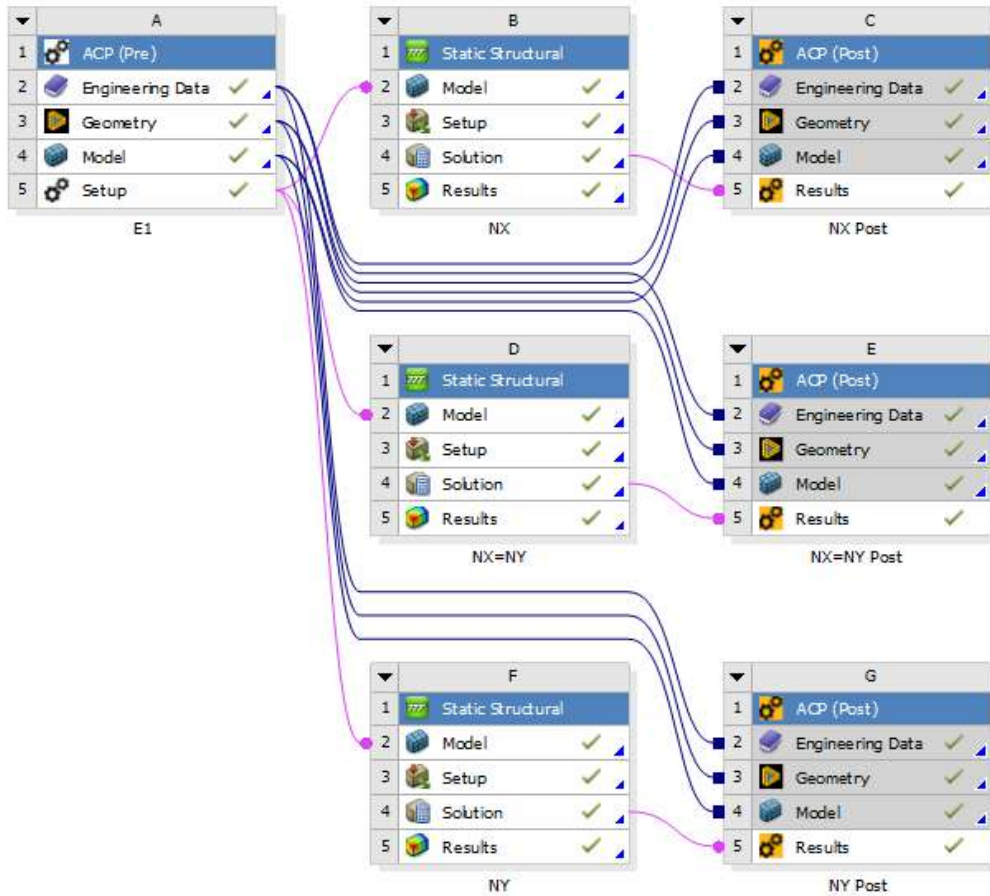 A
1 ACP (Pre)
2 Engineering Data
3 Geometry
4 Model
5 Setup
E1
B
1 Static Structural
2 Model
3 Setup
4 Solution
5 Results
NX
C
1 ACP (Post)
2 Engineering Data
3 Geometry
4 Model
5 Results
NX Post
D
1 Static Structural
2 Model
3 Setup
4 Solution
5 Results
NX=NY
E
1 ACP (Post)
2 Engineering Data
3 Geometry
4 Model
5 Results
NX=NY Post
F
1 Static Structural
2 Model
3 Setup
4 Solution
5 Results
NY
G
1 ACP (Post)
2 Engineering Data
3 Geometry
4 Model
5 Results
NY Post